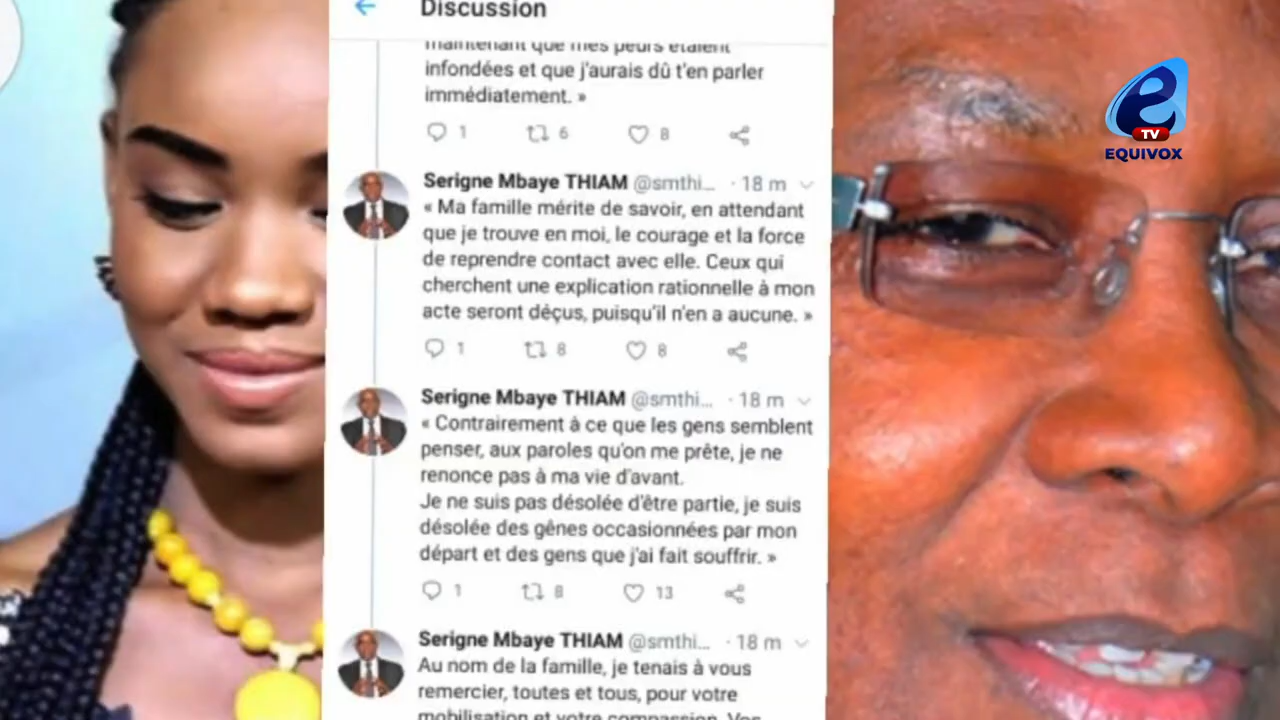 Discussion
maintenant que mes peurs étaient
infondées et que j'aurais dû t'en parler
immédiatement. »
1 6 8
Serigne Mbaye THIAM @smthi... · 18 m
« Ma famille mérite de savoir, en attendant
que je trouve en moi, le courage et la force
de reprendre contact avec elle. Ceux qui
cherchent une explication rationnelle à mon
acte seront déçus, puisqu'il n'en a aucune. »
1 8 8
Serigne Mbaye THIAM @smthi... · 18 m
« Contrairement à ce que les gens semblent
penser, aux paroles qu'on me prête, je ne
renonce pas à ma vie d'avant.
Je ne suis pas désolée d'être partie, je suis
désolée des gênes occasionnées par mon
départ et des gens que j'ai fait souffrir. »
1 8 13
Serigne Mbaye THIAM @smthi... · 18 m
Au nom de la famille, je tenais à vous
remercier, toutes et tous, pour votre
mobilisation et votre compassion. Vos
e
TV
EQUIVOX